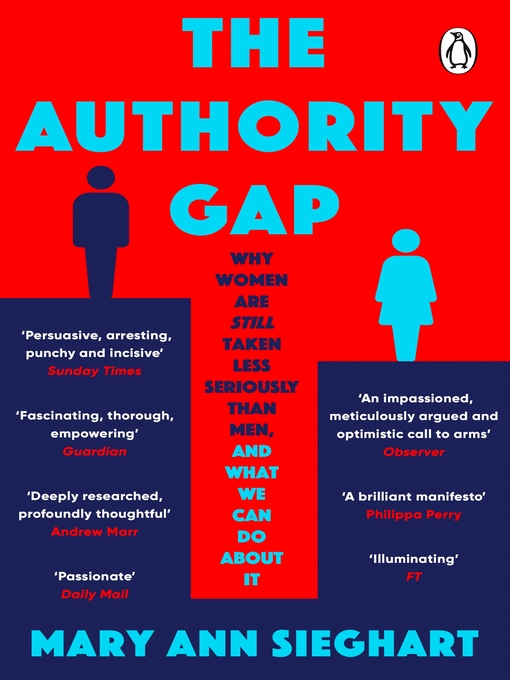 THE
AUTHORITY
GAP
WHY
WOMEN
ARE
STILL
TAKEN
LESS
SERIOUSLY
THAN
MEN,
AND
WHAT
WE
CAN
DO
ABOUT
IT
‘Persuasive, arresting,
punchy and incisive’
Sunday Times
‘Fascinating, thorough,
empowering’
Guardian
‘Deeply researched,
profoundly thoughtful’
Andrew Marr
‘Passionate’
Daily Mail
‘An impassioned,
meticulously argued and
optimistic call to arms’
Observer
‘A brilliant manifesto’
Philippa Perry
‘Illuminating’
FT
MARY ANN SIEGHART